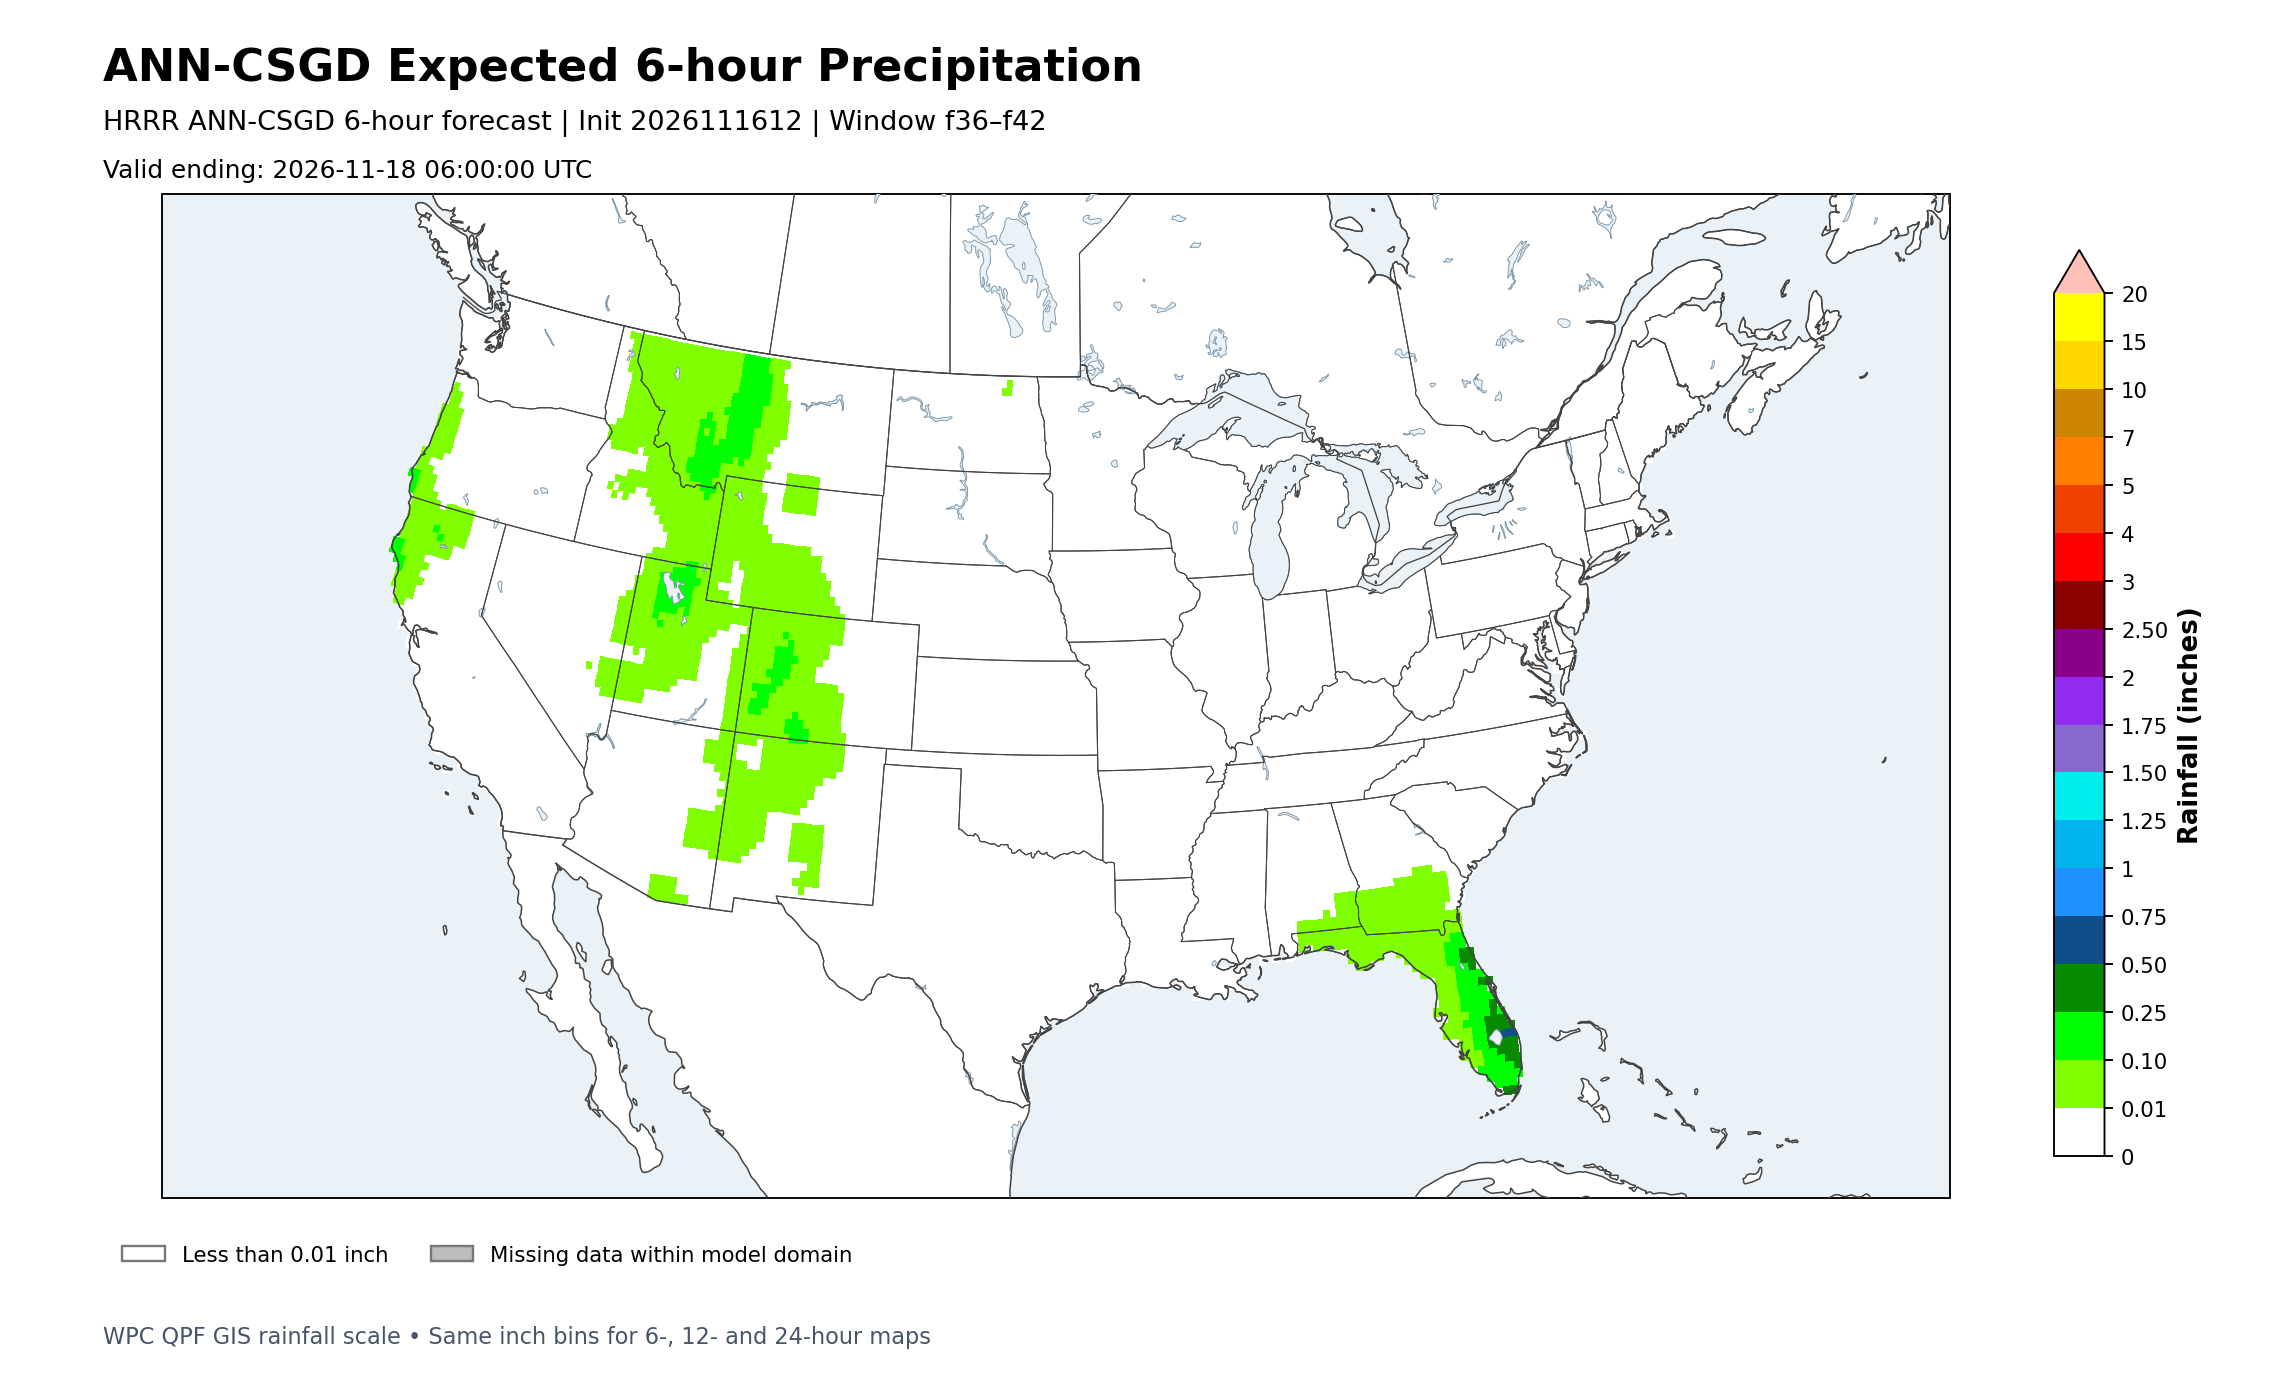 ANN-CSGD Expected 6-hour Precipitation
HRRR ANN-CSGD 6-hour forecast | Init 2026111612 | Window f36–f42
Valid ending: 2026-11-18 06:00:00 UTC
20
15
10
7
5
4
3
2.50
2
1.75
1.50
1.25
1
0.75
0.50
0.25
0.10
0.01
0
Rainfall (inches)
Less than 0.01 inch
Missing data within model domain
WPC QPF GIS rainfall scale • Same inch bins for 6-, 12- and 24-hour maps